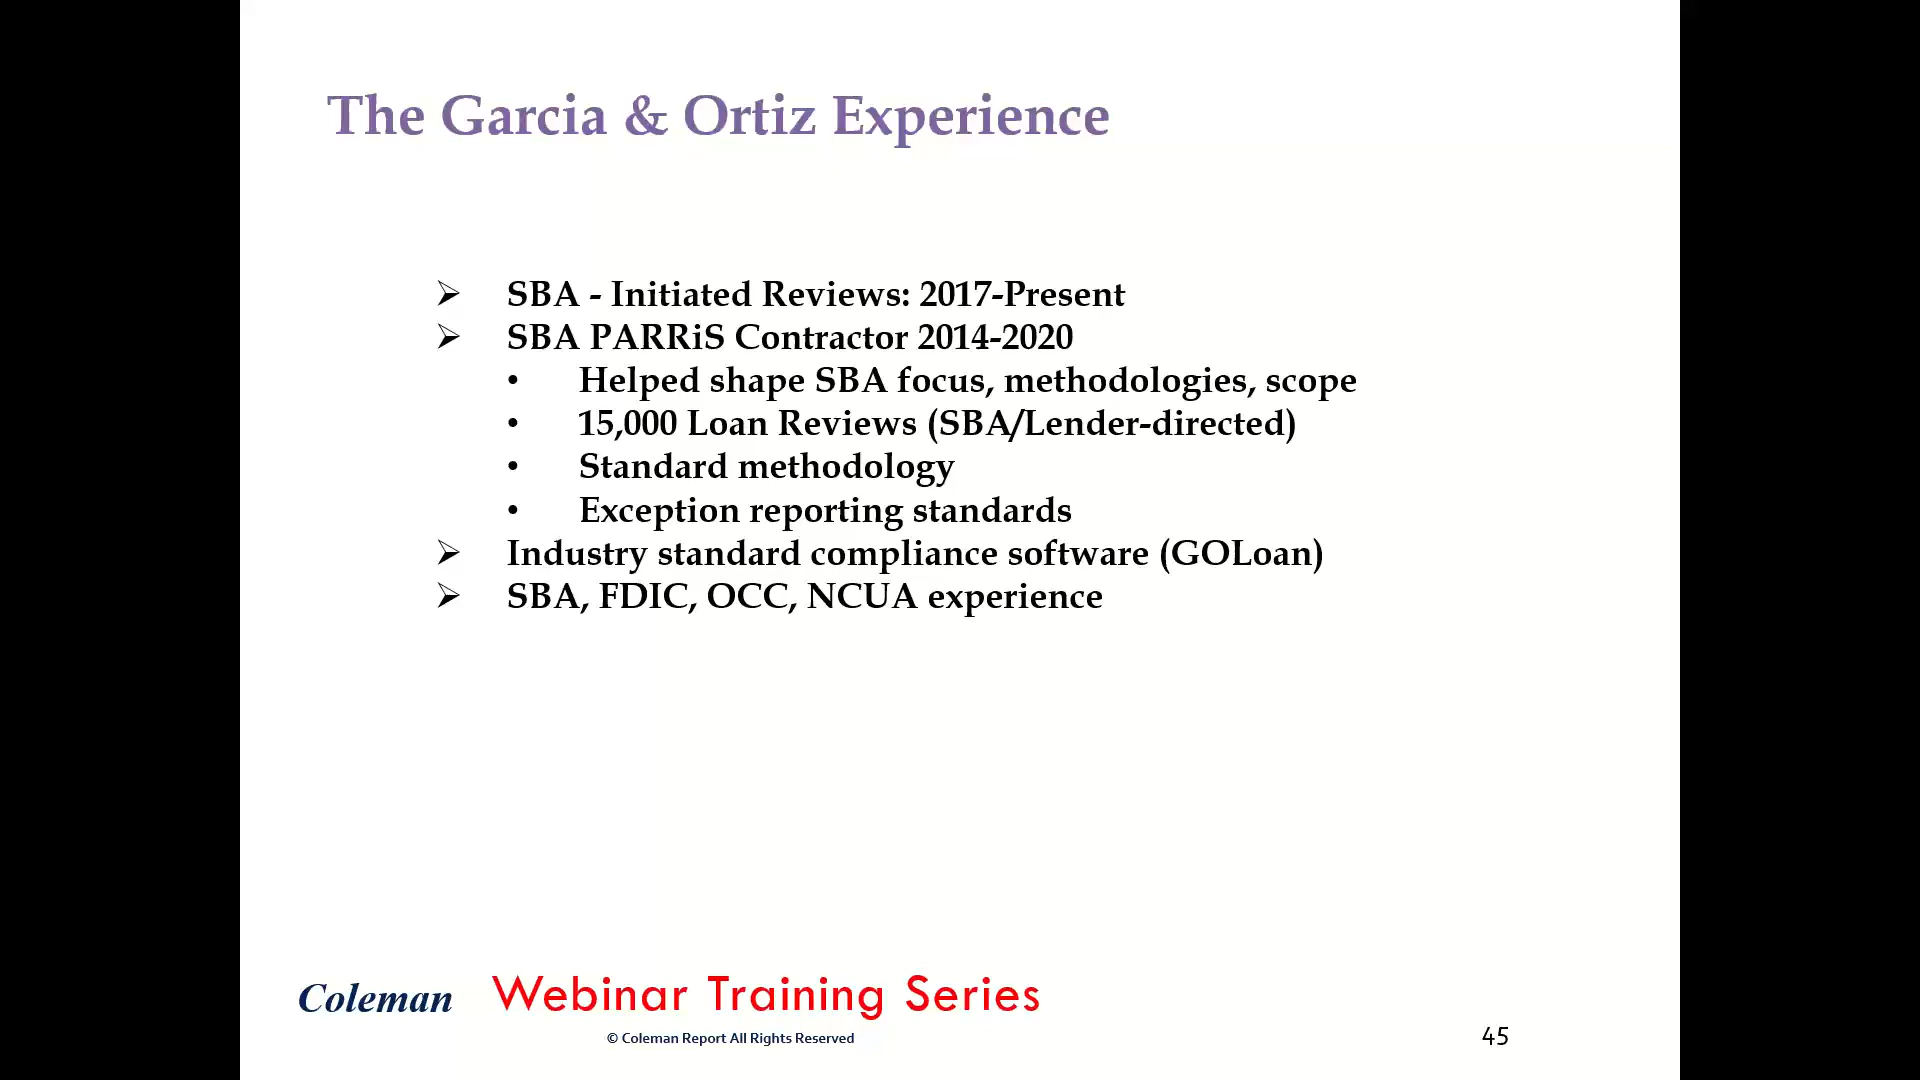 The Garcia & Ortiz Experience
➢ SBA - Initiated Reviews: 2017-Present
➢ SBA PARRiS Contractor 2014-2020
• Helped shape SBA focus, methodologies, scope
• 15,000 Loan Reviews (SBA/Lender-directed)
• Standard methodology
• Exception reporting standards
➢ Industry standard compliance software (GOLoan)
➢ SBA, FDIC, OCC, NCUA experience
Coleman Webinar Training Series
© Coleman Report All Rights Reserved
45